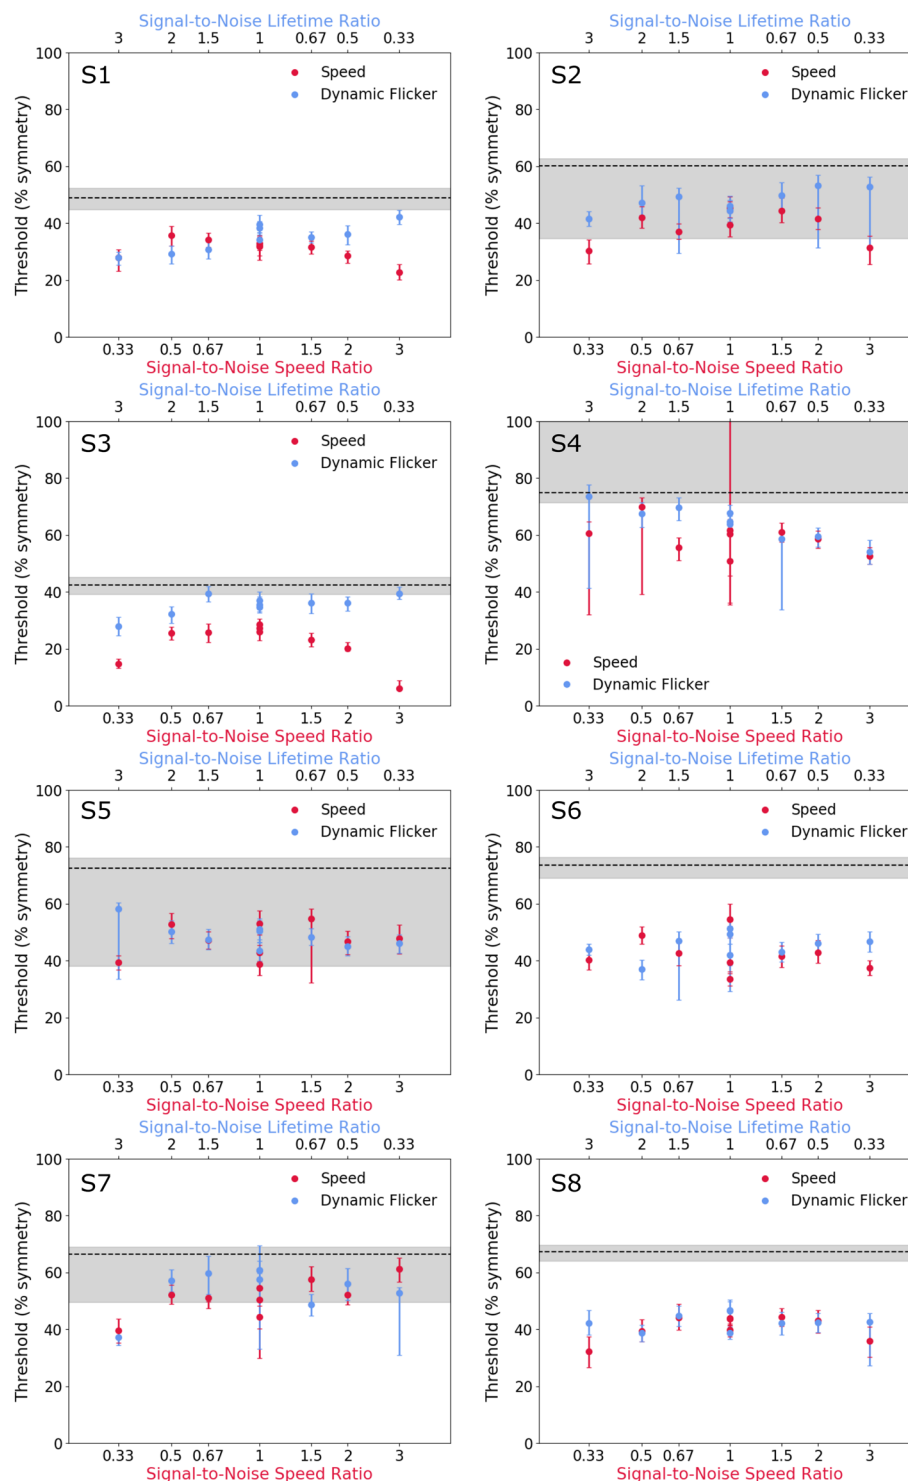 Signal-to-Noise Lifetime Ratio
3 2 1.5 1 0.67 0.5 0.33
S1
Speed
Dynamic Flicker
Threshold (% symmetry)
100
80
60
40
20
0
0.33 0.5 0.67 1 1.5 2 3
Signal-to-Noise Speed Ratio
Signal-to-Noise Lifetime Ratio
3 2 1.5 1 0.67 0.5 0.33
S2
Speed
Dynamic Flicker
Threshold (% symmetry)
100
80
60
40
20
0
0.33 0.5 0.67 1 1.5 2 3
Signal-to-Noise Speed Ratio
Signal-to-Noise Lifetime Ratio
3 2 1.5 1 0.67 0.5 0.33
S3
Speed
Dynamic Flicker
Threshold (% symmetry)
100
80
60
40
20
0
0.33 0.5 0.67 1 1.5 2 3
Signal-to-Noise Speed Ratio
Signal-to-Noise Lifetime Ratio
3 2 1.5 1 0.67 0.5 0.33
S4
Speed
Dynamic Flicker
Threshold (% symmetry)
100
80
60
40
20
0
0.33 0.5 0.67 1 1.5 2 3
Signal-to-Noise Speed Ratio
Signal-to-Noise Lifetime Ratio
3 2 1.5 1 0.67 0.5 0.33
S5
Speed
Dynamic Flicker
Threshold (% symmetry)
100
80
60
40
20
0
0.33 0.5 0.67 1 1.5 2 3
Signal-to-Noise Speed Ratio
Signal-to-Noise Lifetime Ratio
3 2 1.5 1 0.67 0.5 0.33
S6
Speed
Dynamic Flicker
Threshold (% symmetry)
100
80
60
40
20
0
0.33 0.5 0.67 1 1.5 2 3
Signal-to-Noise Speed Ratio
Signal-to-Noise Lifetime Ratio
3 2 1.5 1 0.67 0.5 0.33
S7
Speed
Dynamic Flicker
Threshold (% symmetry)
100
80
60
40
20
0
0.33 0.5 0.67 1 1.5 2 3
Signal-to-Noise Speed Ratio
Signal-to-Noise Lifetime Ratio
3 2 1.5 1 0.67 0.5 0.33
S8
Speed
Dynamic Flicker
Threshold (% symmetry)
100
80
60
40
20
0
0.33 0.5 0.67 1 1.5 2 3
Signal-to-Noise Speed Ratio